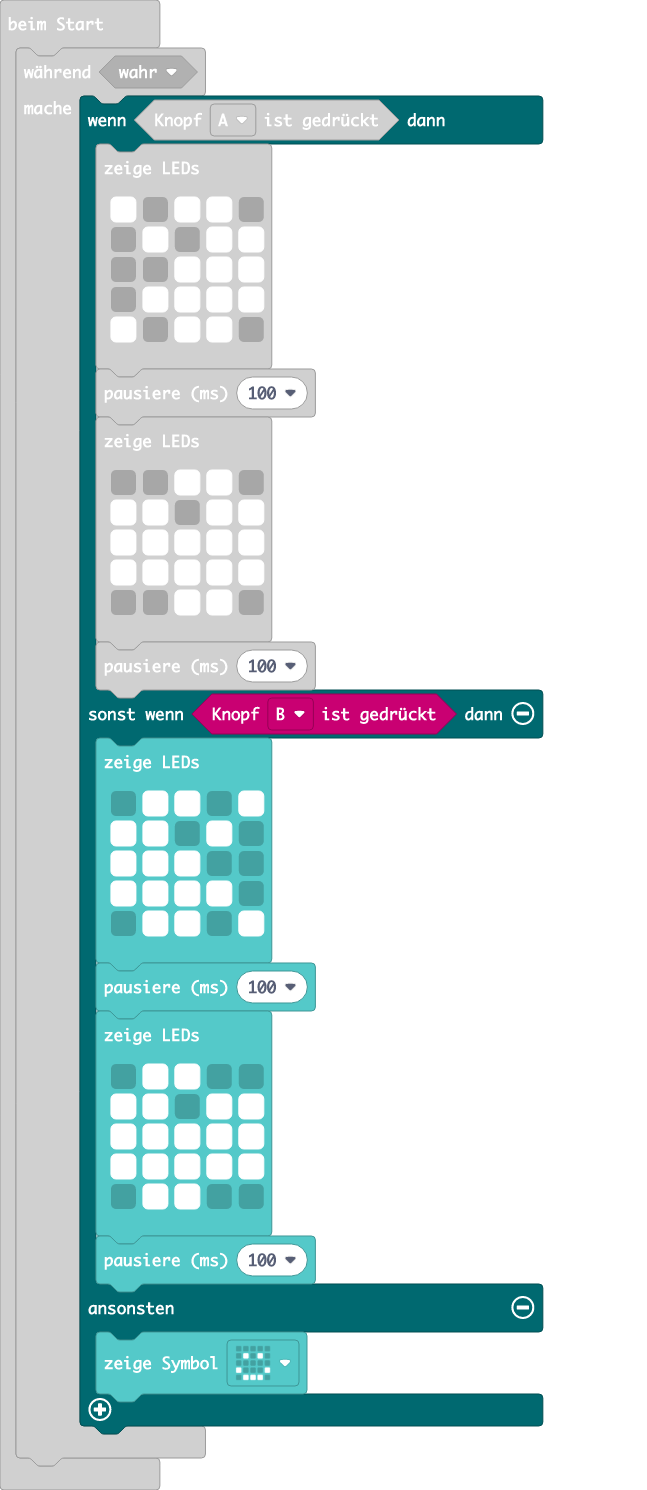 beim Start
während wahr
mache
wenn Knopf A ist gedrückt dann
zeige LEDs
pausiere (ms) 100
zeige LEDs
pausiere (ms) 100
sonst wenn Knopf B ist gedrückt dann
zeige LEDs
pausiere (ms) 100
zeige LEDs
pausiere (ms) 100
ansonsten
zeige Symbol